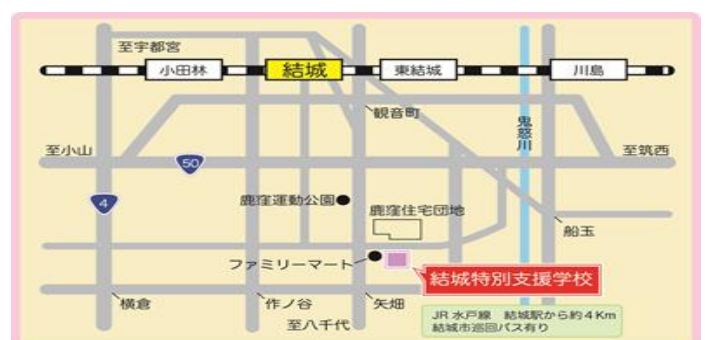 至宇都宮
小田林
結城
東結城
川島
観音町
鬼怒川
至小山
50
至筑西
4
鹿窪運動公園
鹿窪住宅団地
船玉
ファミリーマート
結城特別支援学校
横倉
作ノ谷
矢畑
至八千代
JR水戸線 結城駅から約4Km
結城市巡回バス有り